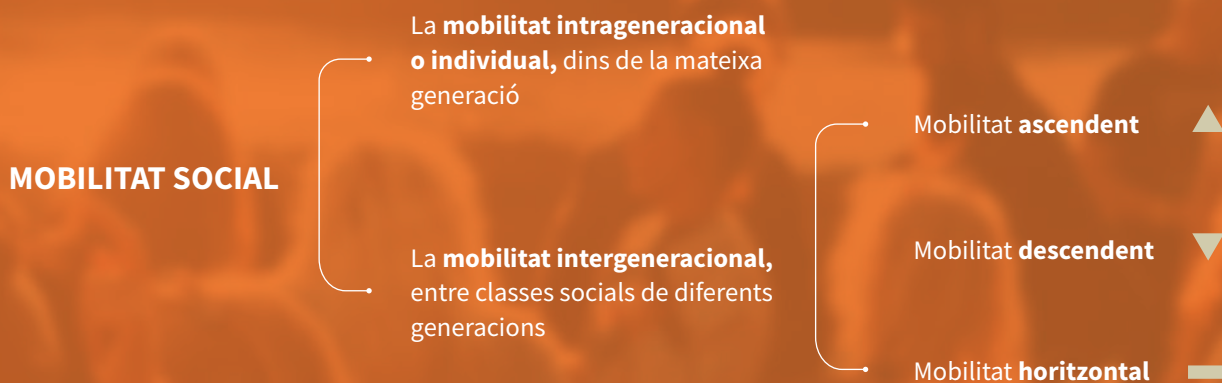 La mobilitat intrageneracional
o individual, dins de la mateixa
generació
Mobilitat ascendent
MOBILITAT SOCIAL
La mobilitat intergeneracional,
entre classes socials de diferents
generacions
Mobilitat descendent
Mobilitat horitzontal